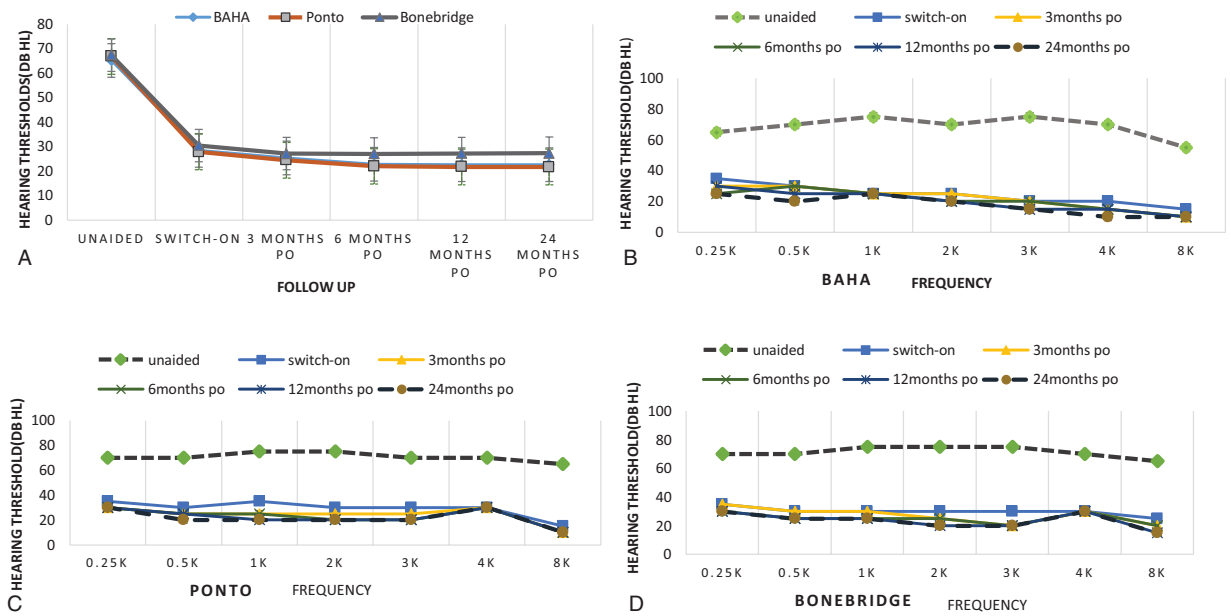 BAHA Ponto Bonebridge
HEARING THRESHOLDS(DB HL)
80
70
60
50
40
30
20
10
0
UNAIDED SWITCH-ON 3 MONTHS PO 6 MONTHS PO 12 MONTHS PO 24 MONTHS PO
A
FOLLOW UP
unaided switch-on 3months po
6months po 12months po 24months po
HEARING THRESHOLD(DB HL)
100
80
60
40
20
0
0.25K 0.5K 1K 2K 3K 4K 8K
B
BAHA FREQUENCY
unaided switch-on 3months po
6months po 12months po 24months po
HEARING THRESHOLD(DB HL)
100
80
60
40
20
0
0.25K 0.5K 1K 2K 3K 4K 8K
C
PONTO FREQUENCY
unaided switch-on 3months po
6months po 12months po 24months po
HEARING THRESHOLD(DB HL)
100
80
60
40
20
0
0.25K 0.5K 1K 2K 3K 4K 8K
D
BONEBRIDGE FREQUENCY